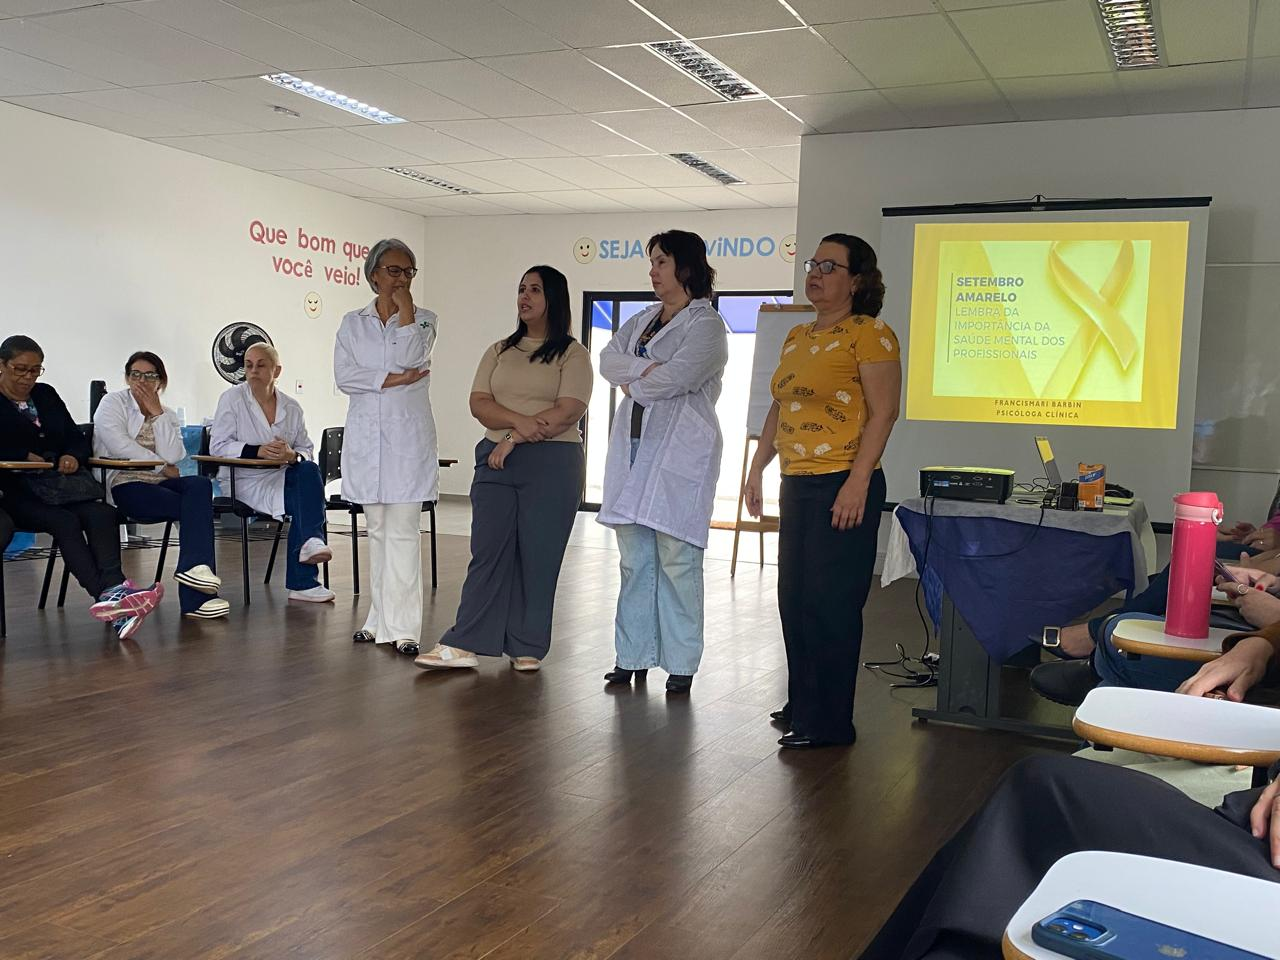 Que bom que
você veio!
SEJA
ViNDO
SETEMBRO
AMARELO
LEMBRA DA
IMPORTÂNCIA DA
SAÚDE MENTAL DOS
PROFISSIONAIS
FRANCISMARI BARBIN
PSICÓLOGA CLÍNICA